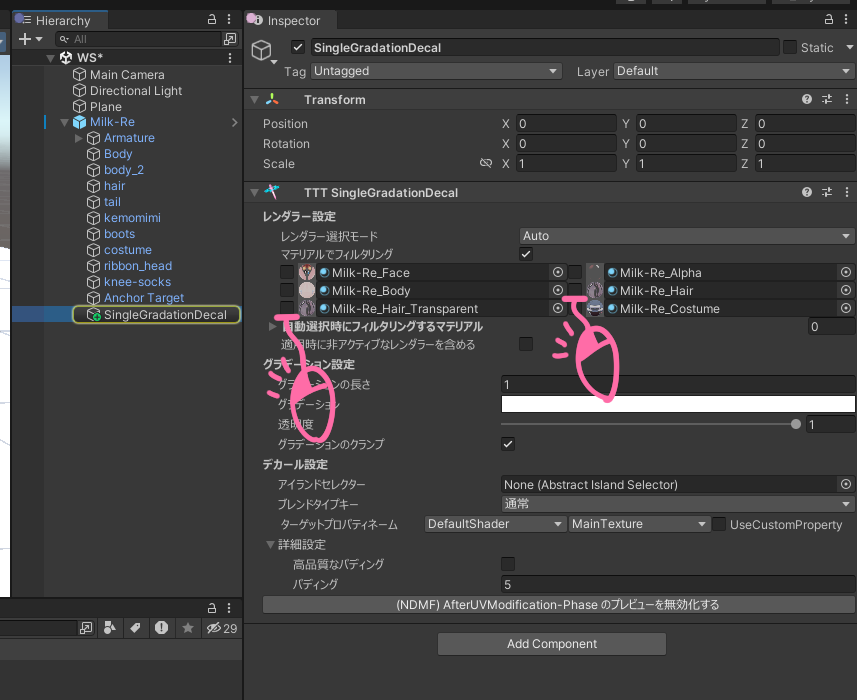 Hierarchy
All
WS*
Main Camera
Directional Light
Plane
Milk-Re
Armature
Body
body_2
hair
tail
kemomimi
boots
costume
ribbon_head
knee-socks
Anchor Target
SingleGradationDecal
29
Inspector
SingleGradationDecal Static
Tag Untagged Layer Default
Transform
Position X 0 Y 0 Z 0
Rotation X 0 Y 0 Z 0
Scale X 1 Y 1 Z 1
TTT SingleGradationDecal
レンダラー設定
レンダラー選択モード Auto
マテリアルでフィルタリング
Milk-Re_Face Milk-Re_Alpha
Milk-Re_Body Milk-Re_Hair
Milk-Re_Hair_Transparent Milk-Re_Costume
自動選択時にフィルタリングするマテリアル 0
適用時に非アクティブなレンダラーを含める
グラデーション設定
グラデーションの長さ 1
グラデーション
透明度 1
グラデーションのクランプ
デカール設定
アイランドセレクター None (Abstract Island Selector)
ブレンドタイプキー 通常
ターゲットプロパティネーム DefaultShader MainTexture UseCustomProperty
詳細設定
高品質なパディング
パディング 5
(NDMF) AfterUVModification-Phase のプレビューを無効化する
Add Component